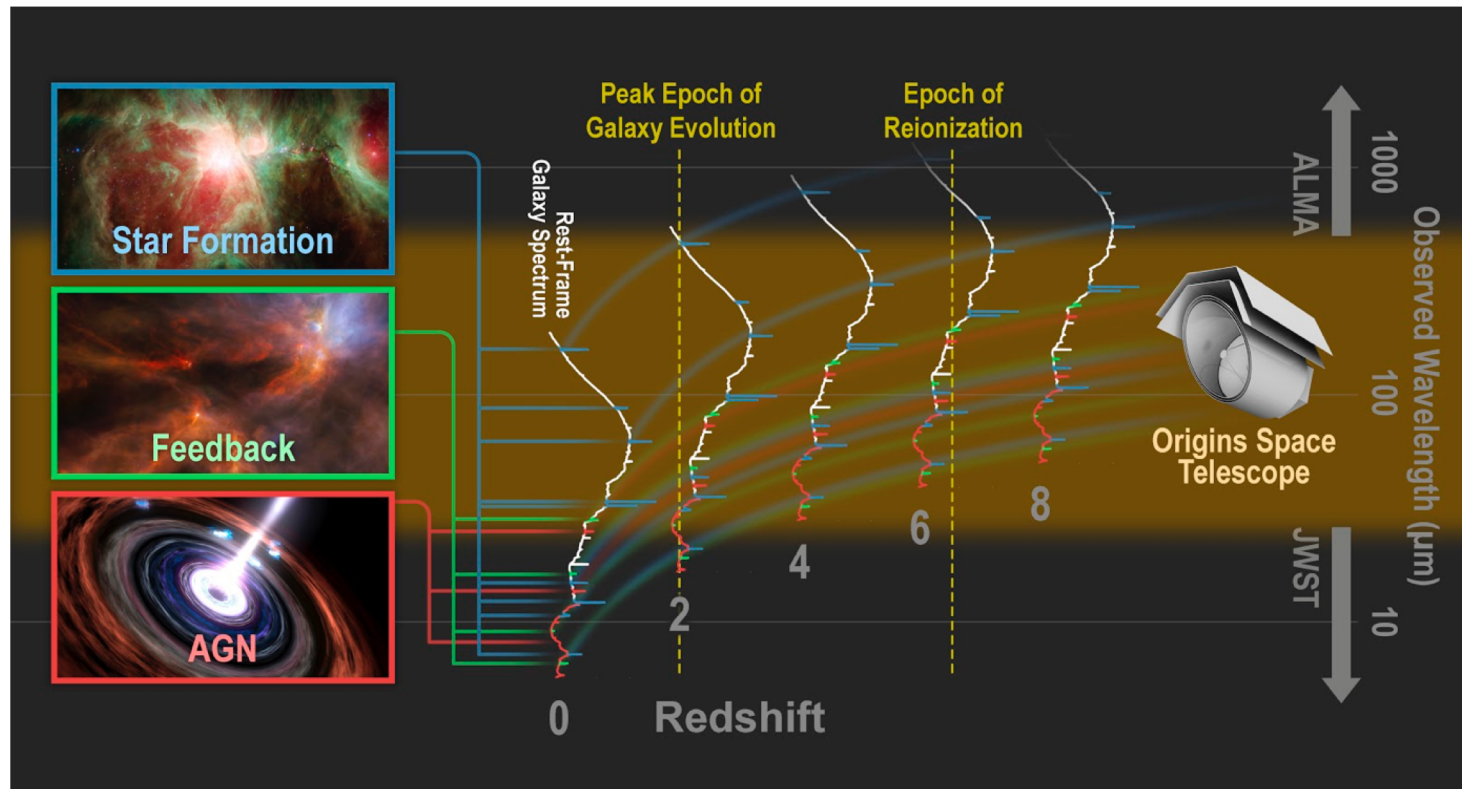 Star Formation
Feedback
AGN
Rest-Frame
Galaxy Spectrum
Peak Epoch of
Galaxy Evolution
Epoch of
Reionization
0
2
4
6
8
Redshift
Origins Space
Telescope
ALMA
JWST
1000
100
10
Observed Wavelength (μm)